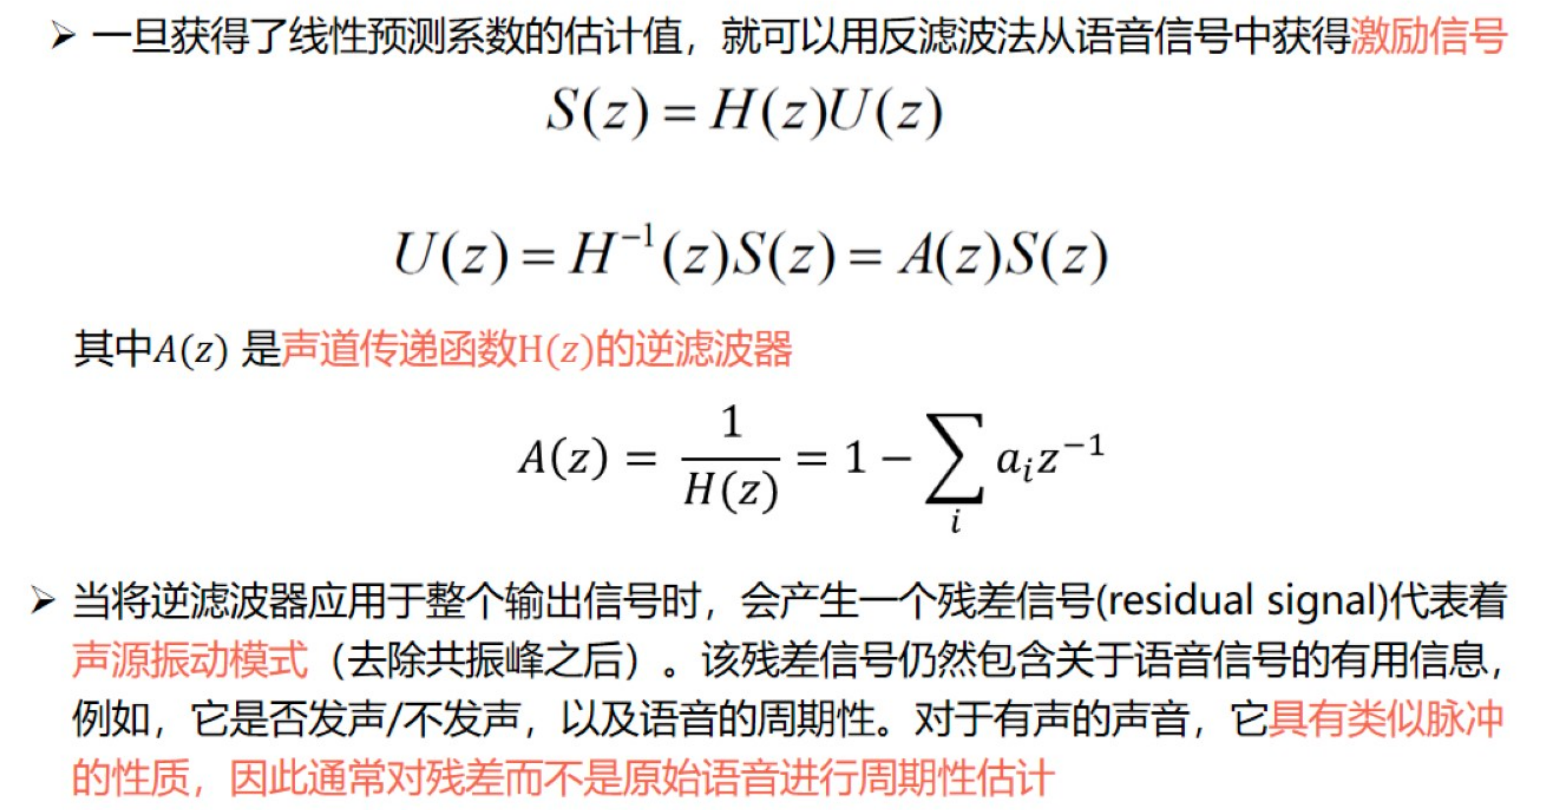 ➢ 一旦获得了线性预测系数的估计值，就可以用反滤波法从语音信号中获得激励信号
S(z) = H(z)U(z)
U(z) = H⁻¹(z)S(z) = A(z)S(z)
其中A(z) 是声道传递函数H(z)的逆滤波器
A(z) = 1/H(z) = 1 − ∑ᵢ aᵢz⁻¹
➢ 当将逆滤波器应用于整个输出信号时，会产生一个残差信号(residual signal)代表着
声源振动模式（去除共振峰之后）。该残差信号仍然包含关于语音信号的有用信息，
例如，它是否发声/不发声，以及语音的周期性。对于有声的声音，它具有类似脉冲
的性质，因此通常对残差而不是原始语音进行周期性估计